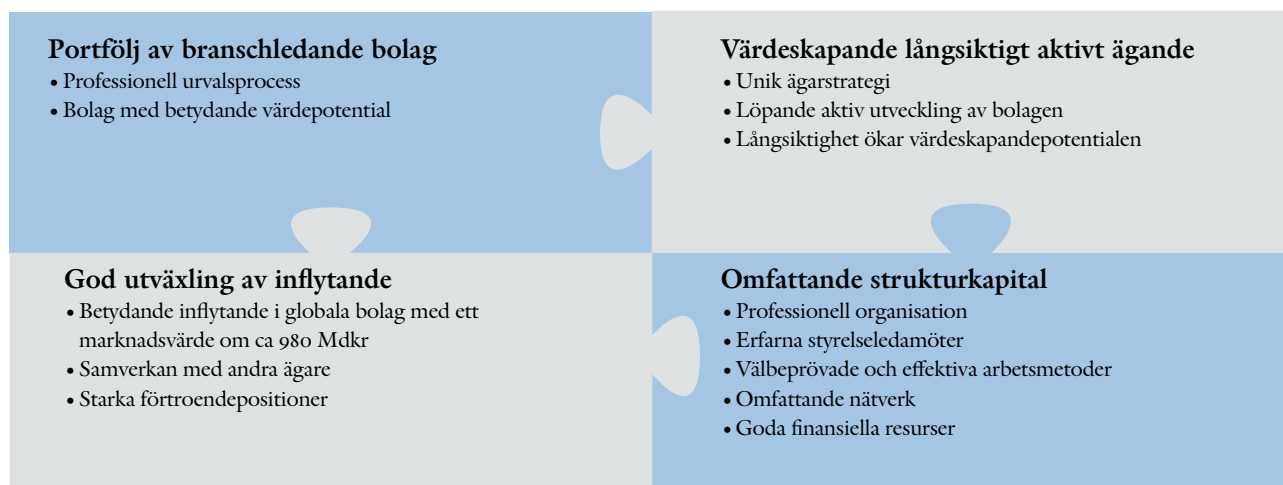 Portfölj av branschledande bolag
• Professionell urvalsprocess
• Bolag med betydande värdepotential
Värdeskapande långsiktigt aktivt ägande
• Unik ägarstrategi
• Löpande aktiv utveckling av bolagen
• Långsiktighet ökar värdeskapandepotentialen
God utväxling av inflytande
• Betydande inflytande i globala bolag med ett
marknadsvärde om ca 980 Mdkr
• Samverkan med andra ägare
• Starka förtroendepositioner
Omfattande strukturkapital
• Professionell organisation
• Erfarna styrelseledamöter
• Välbeprövade och effektiva arbetsmetoder
• Omfattande nätverk
• Goda finansiella resurser